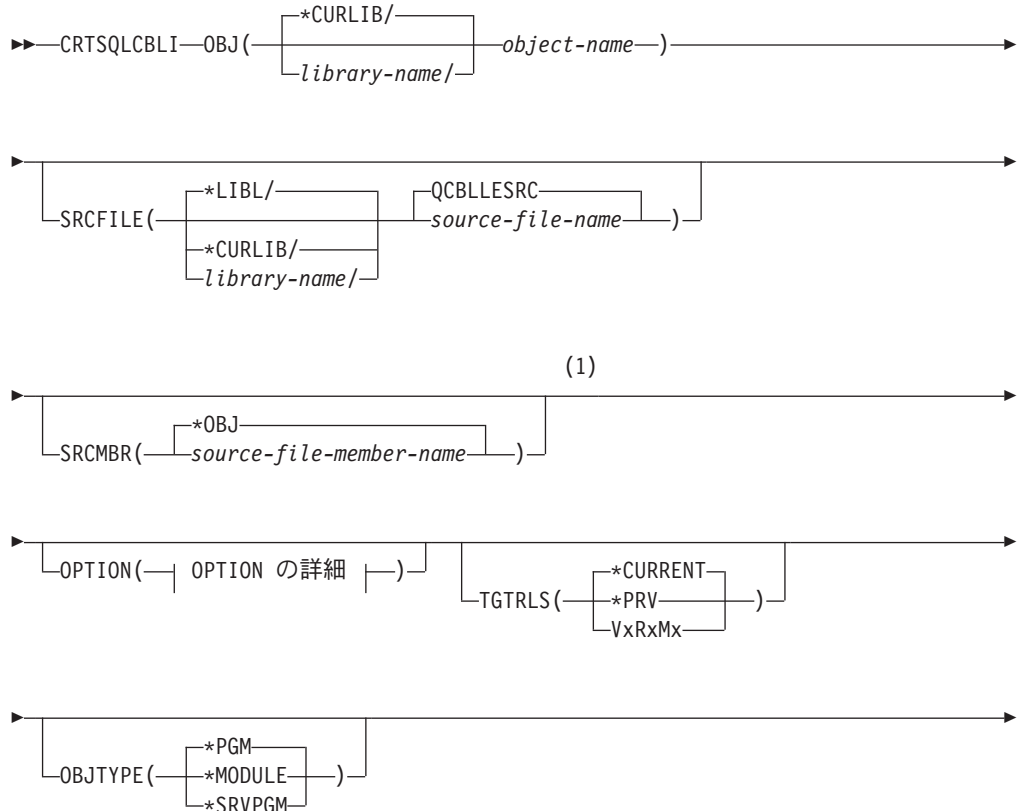 *CURLIB/
CRTSQLCBLI OBJ( object-name )
library-name/
*LIBL/ QCBLLESRC
SRCFILE( source-file-name )
*CURLIB/
library-name/
(1)
*OBJ
SRCMBR( source-file-member-name )
OPTION( OPTION の詳細 ) *CURRENT
TGTRLS( *PRV )
VxRxMx
*PGM
OBJTYPE( *MODULE )
*SRVPGM